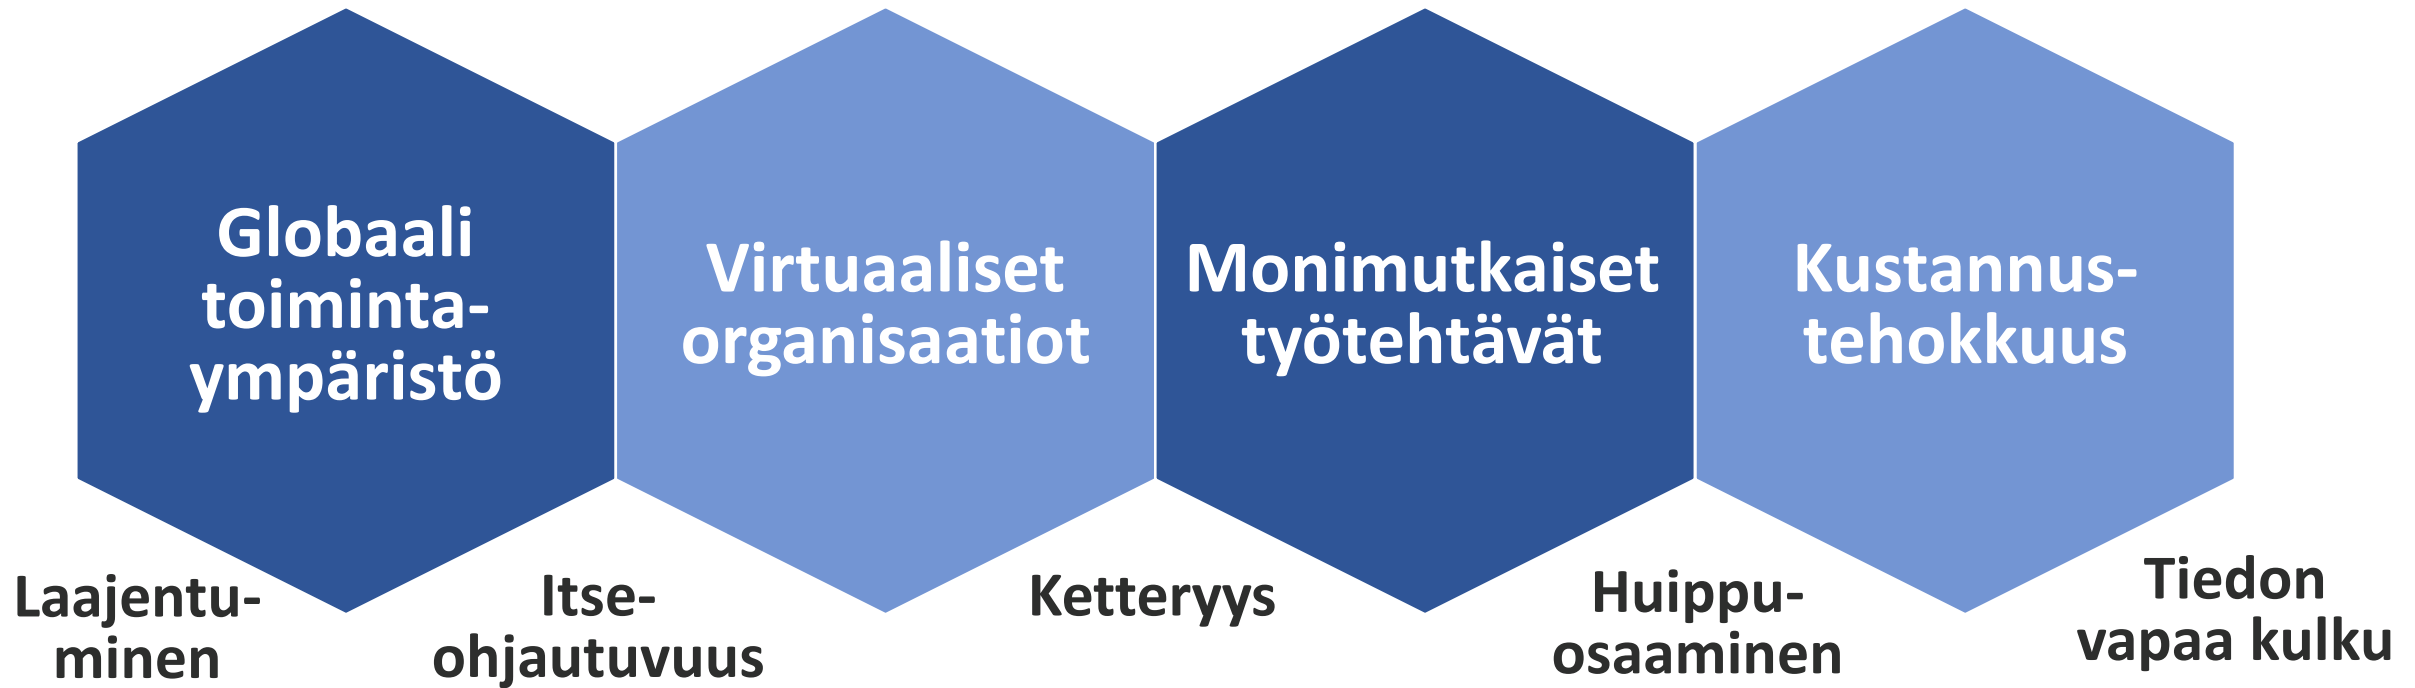 Globaali
toiminta-
ympäristö
Virtuaaliset
organisaatiot
Monimutkaiset
työtehtävät
Kustannus-
tehokkuus
Laajentu-
minen
Itse-
ohjautuvuus
Ketteryys
Huippu-
osaaminen
Tiedon
vapaa kulku